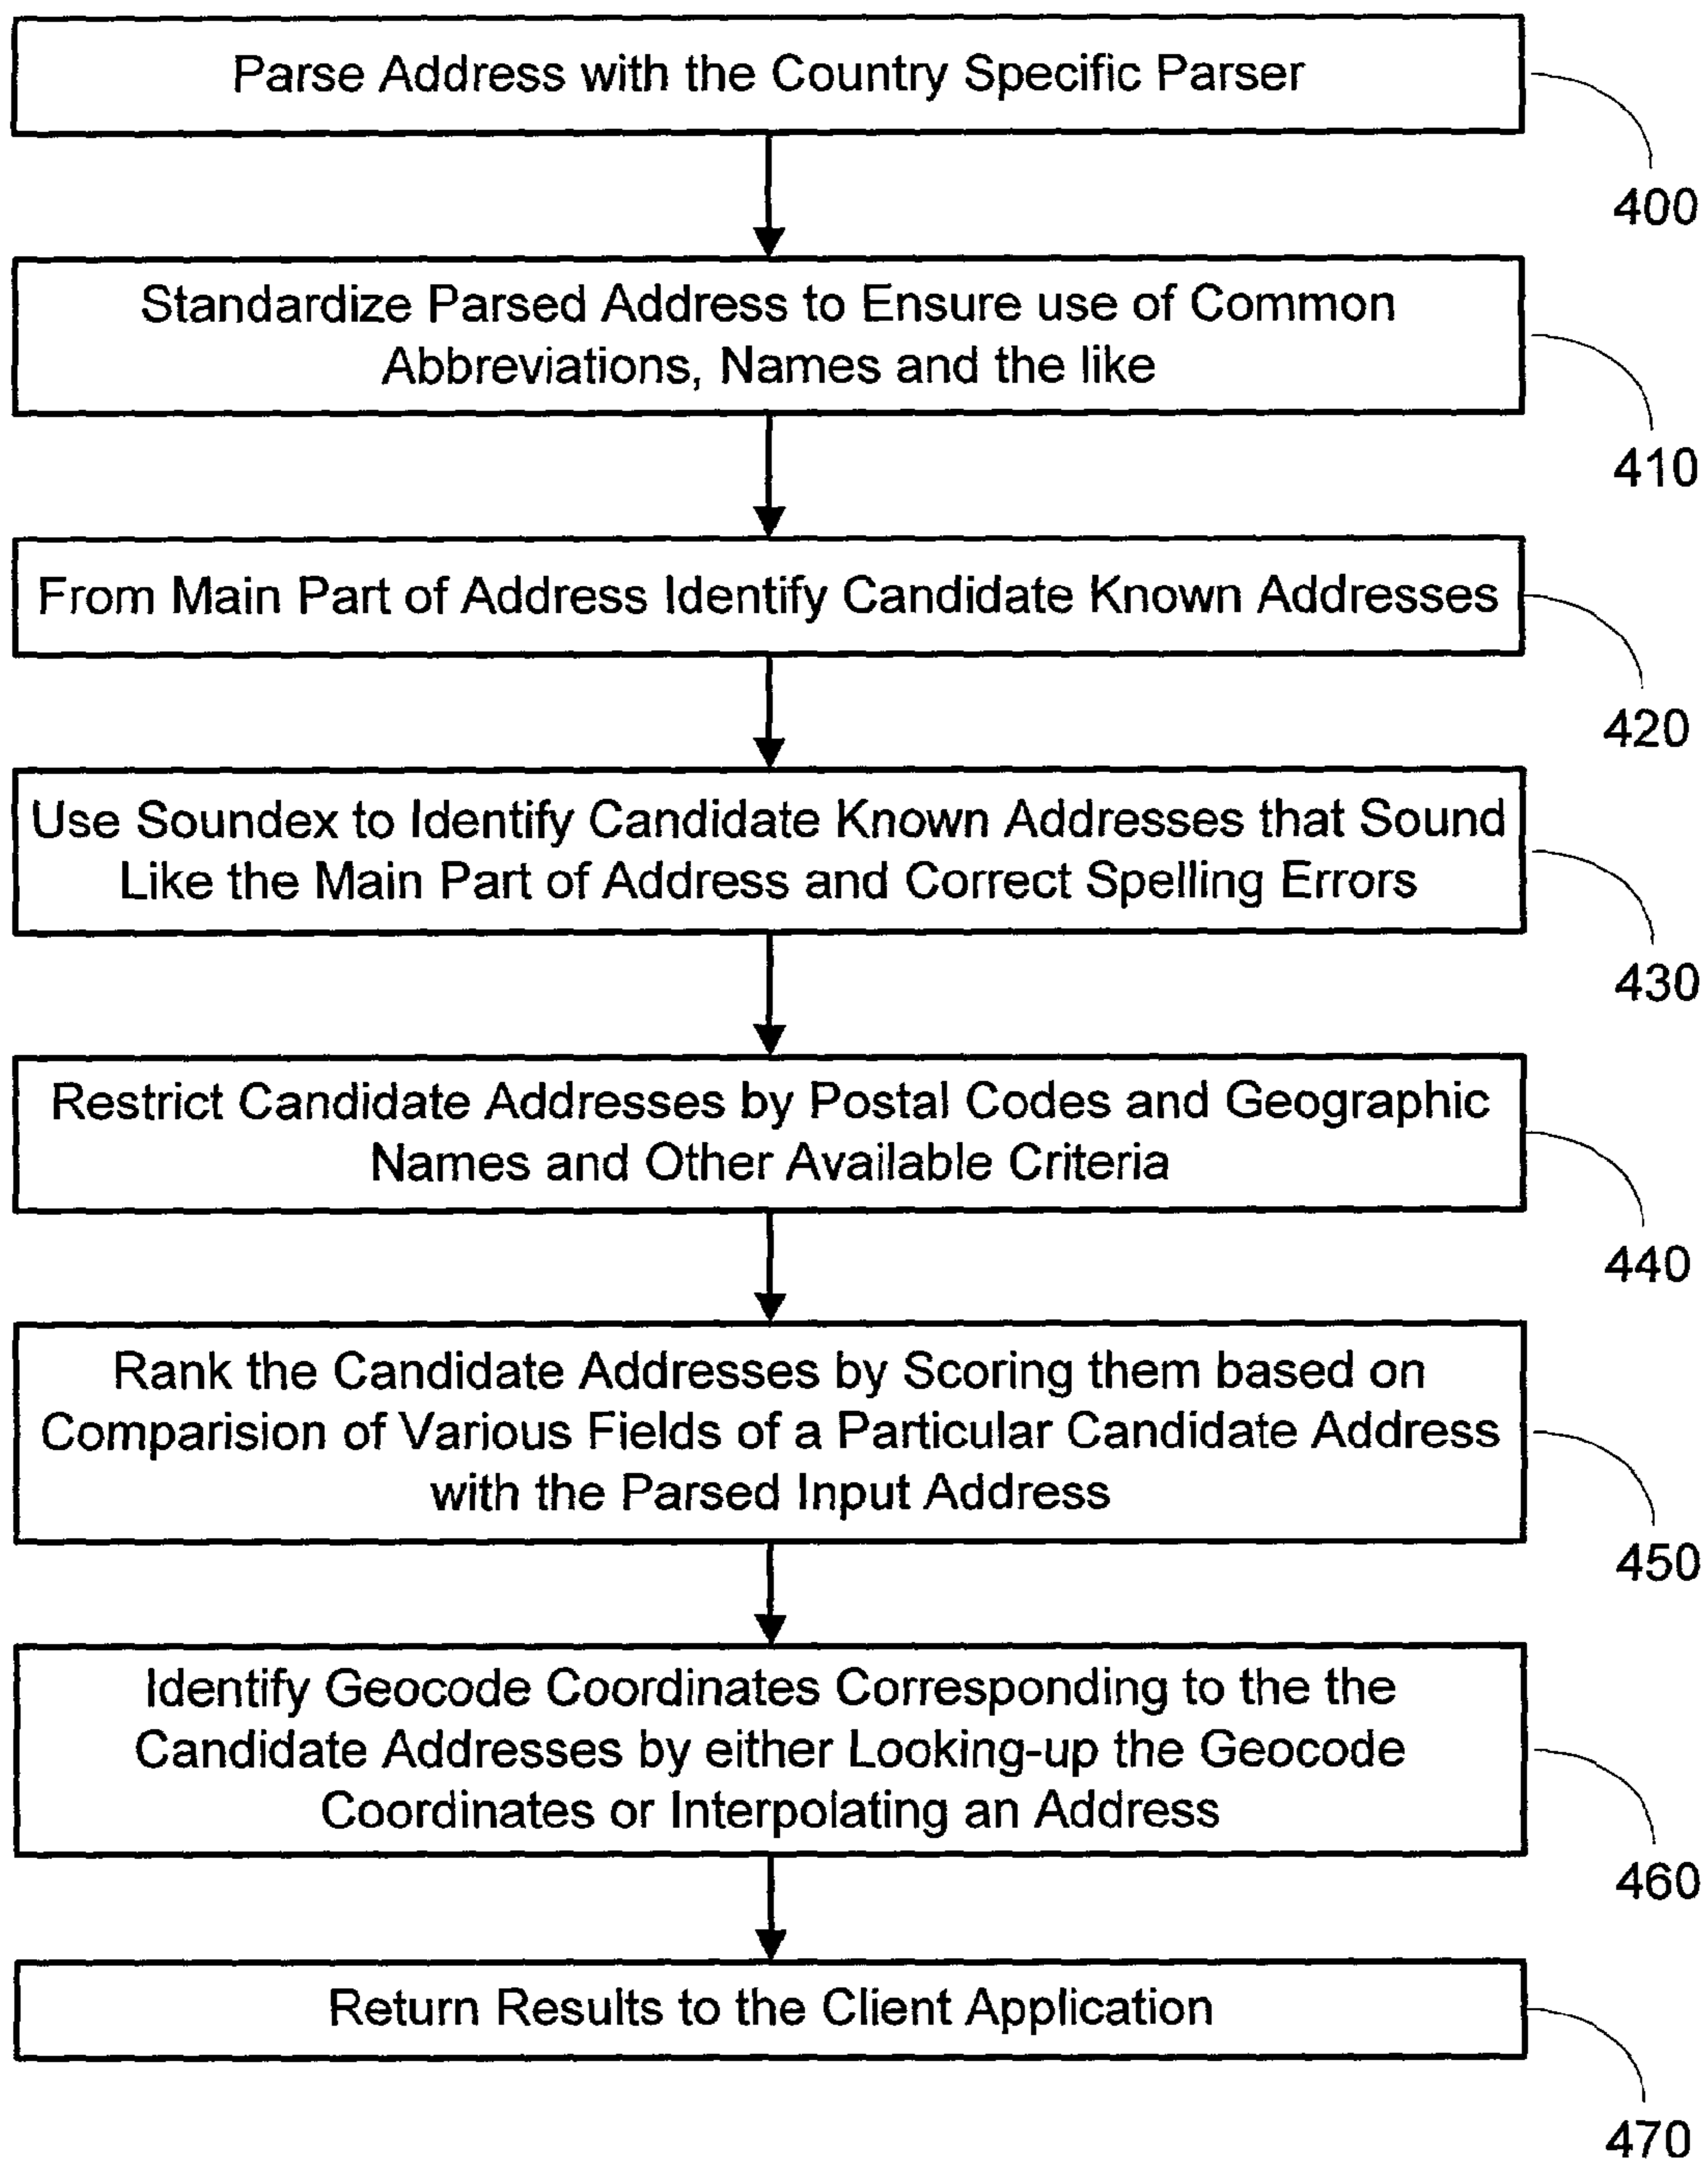 Parse Address with the Country Specific Parser
400
Standardize Parsed Address to Ensure use of Common
Abbreviations, Names and the like
410
From Main Part of Address Identify Candidate Known Addresses
420
Use Soundex to Identify Candidate Known Addresses that Sound
Like the Main Part of Address and Correct Spelling Errors
430
Restrict Candidate Addresses by Postal Codes and Geographic
Names and Other Available Criteria
440
Rank the Candidate Addresses by Scoring them based on
Comparision of Various Fields of a Particular Candidate Address
with the Parsed Input Address
450
Identify Geocode Coordinates Corresponding to the the
Candidate Addresses by either Looking-up the Geocode
Coordinates or Interpolating an Address
460
Return Results to the Client Application
470